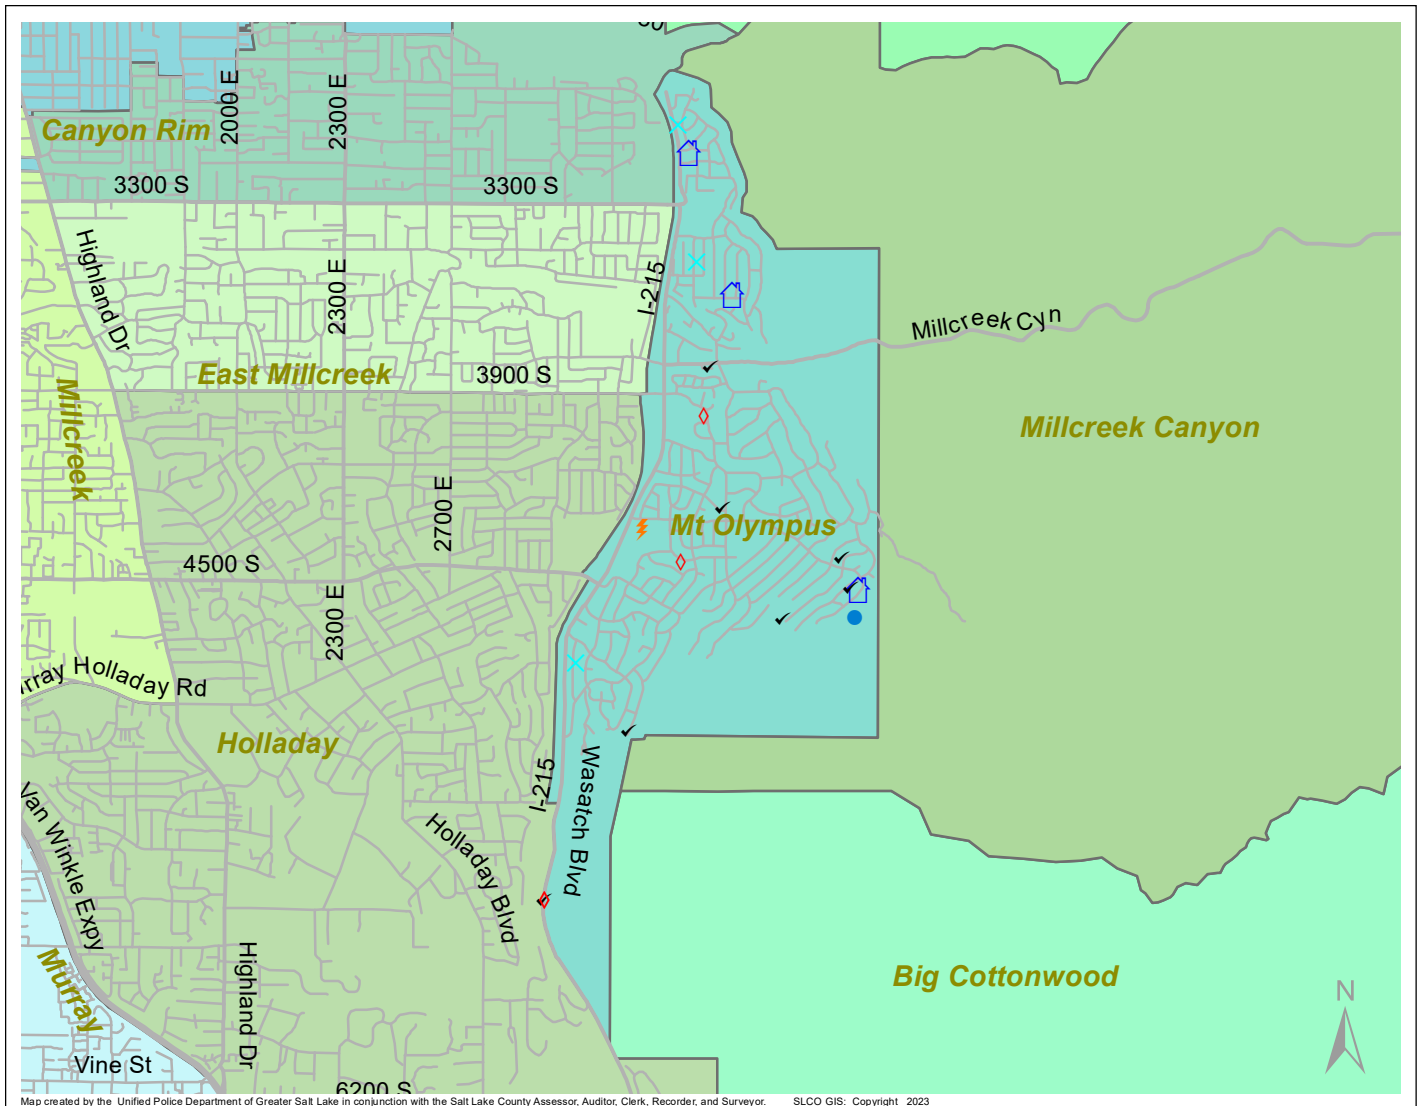 Canyon Rim
2000 E
2300 E
3300 S
3300 S
Highland Dr
2300 E
I-215
Millcreek Cyn
East Millcreek
3900 S
Millcreek
Millcreek Canyon
2700 E
Mt Olympus
4500 S
2300 E
rray Holladay Rd
Holladay
I-215
Wasatch Blvd
Van Winkle Expy
Holladay Blvd
Highland Dr
Murray
Big Cottonwood
N
Vine St
6200 S
Map created by the Unified Police Department of Greater Salt Lake in conjunction with the Salt Lake County Assessor, Auditor, Clerk, Recorder, and Surveyor. SLCO GIS: Copyright 2023